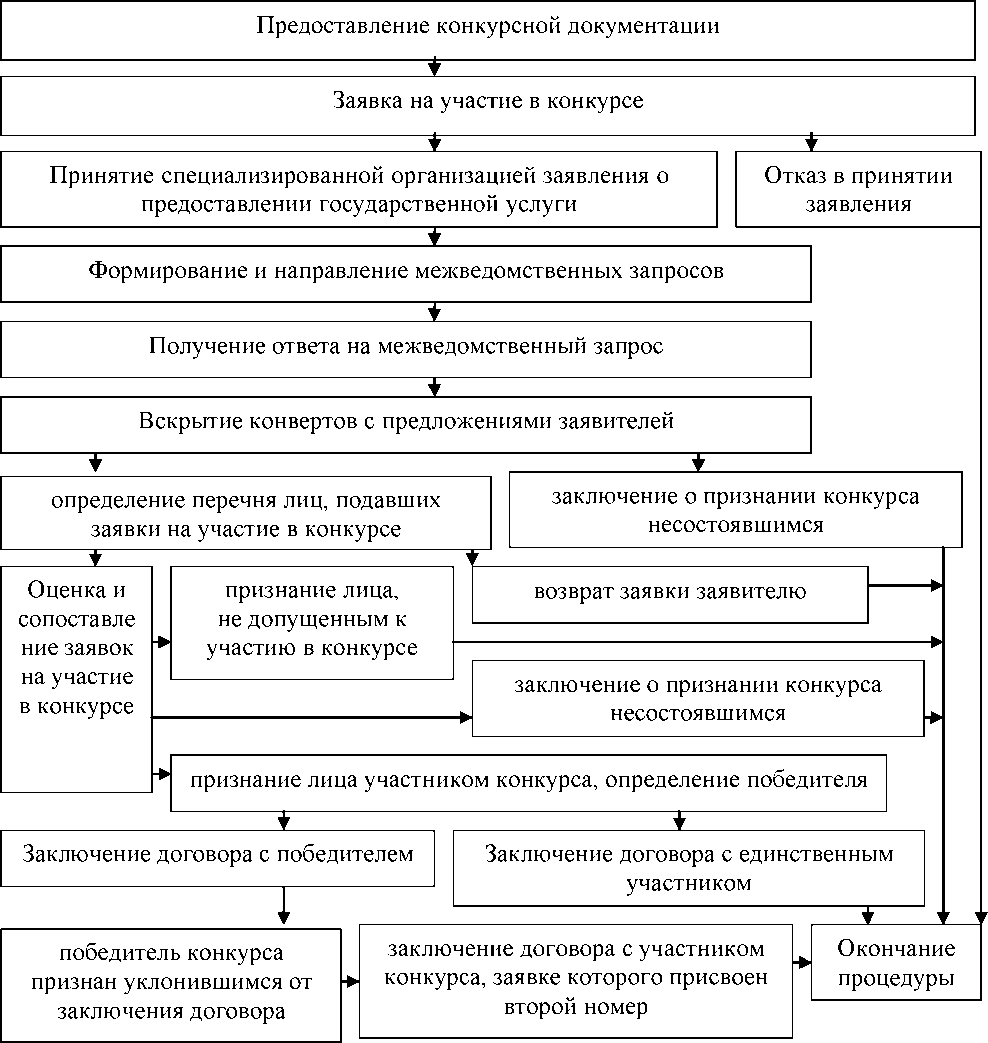 Предоставление конкурсной документации
Заявка на участие в конкурсе
Принятие специализированной организацией заявления о
предоставлении государственной услуги
Отказ в принятии
заявления
Формирование и направление межведомственных запросов
Получение ответа на межведомственный запрос
Вскрытие конвертов с предложениями заявителей
определение перечня лиц, подавших
заявки на участие в конкурсе
заключение о признании конкурса
несостоявшимся
Оценка и
сопоставле
ние заявок
на участие
в конкурсе
признание лица,
не допущенным к
участию в конкурсе
возврат заявки заявителю
заключение о признании конкурса
несостоявшимся
признание лица участником конкурса, определение победителя
Заключение договора с победителем
Заключение договора с единственным
участником
победитель конкурса
признан уклонившимся от
заключения договора
заключение договора с участником
конкурса, заявке которого присвоен
второй номер
Окончание
процедуры